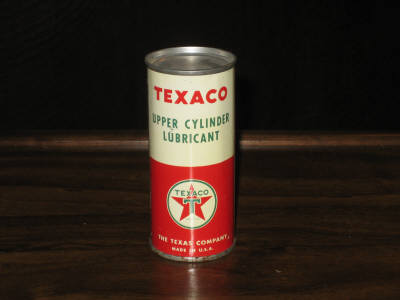 TEXACO
UPPER CYLINDER
LUBRICANT
TEXACO
T
THE TEXAS COMPANY,
MADE IN U.S.A.